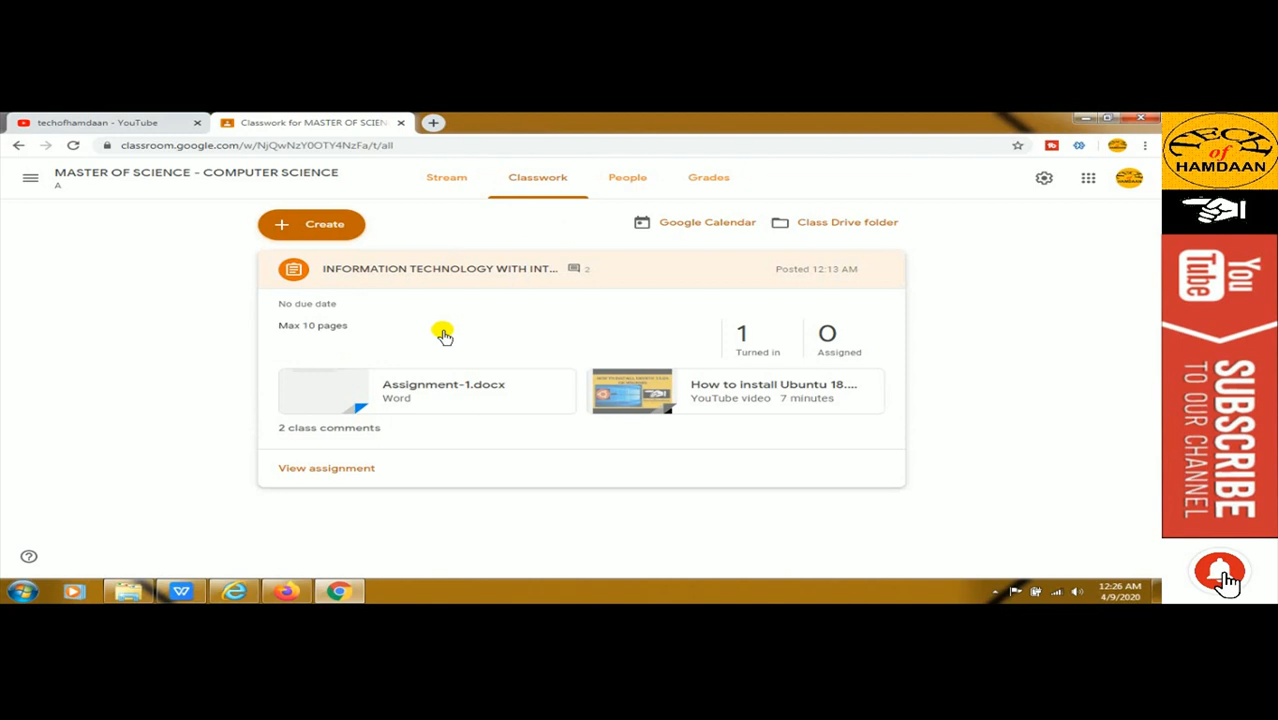 techofhamdaan - YouTube
Classwork for MASTER OF SCIEN
classroom.google.com/w/NjQwNzY0OTY4NzFa/t/all
MASTER OF SCIENCE - COMPUTER SCIENCE
A
Stream
Classwork
People
Grades
Create
Google Calendar
Class Drive folder
INFORMATION TECHNOLOGY WITH INT...
2
Posted 12:13 AM
No due date
Max 10 pages
1
Turned in
0
Assigned
Assignment-1.docx
Word
How to install Ubuntu 18....
YouTube video 7 minutes
2 class comments
View assignment
12:26 AM
4/9/2020
TECH
of
HAMDAAN
You
Tube
SUBSCRIBE
TO OUR CHANNEL